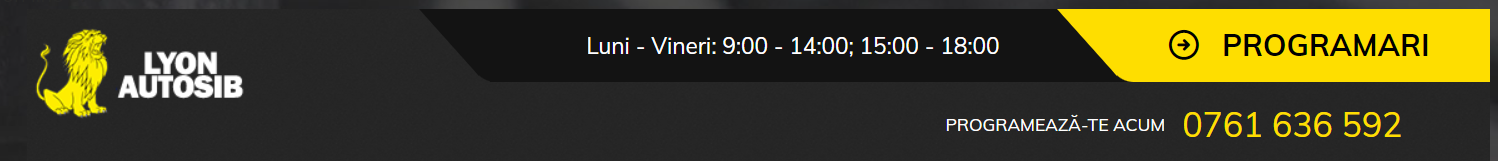 LYON
AUTOSIB
Luni - Vineri: 9:00 - 14:00; 15:00 - 18:00
PROGRAMARI
PROGRAMEAZĂ-TE ACUM 0761 636 592